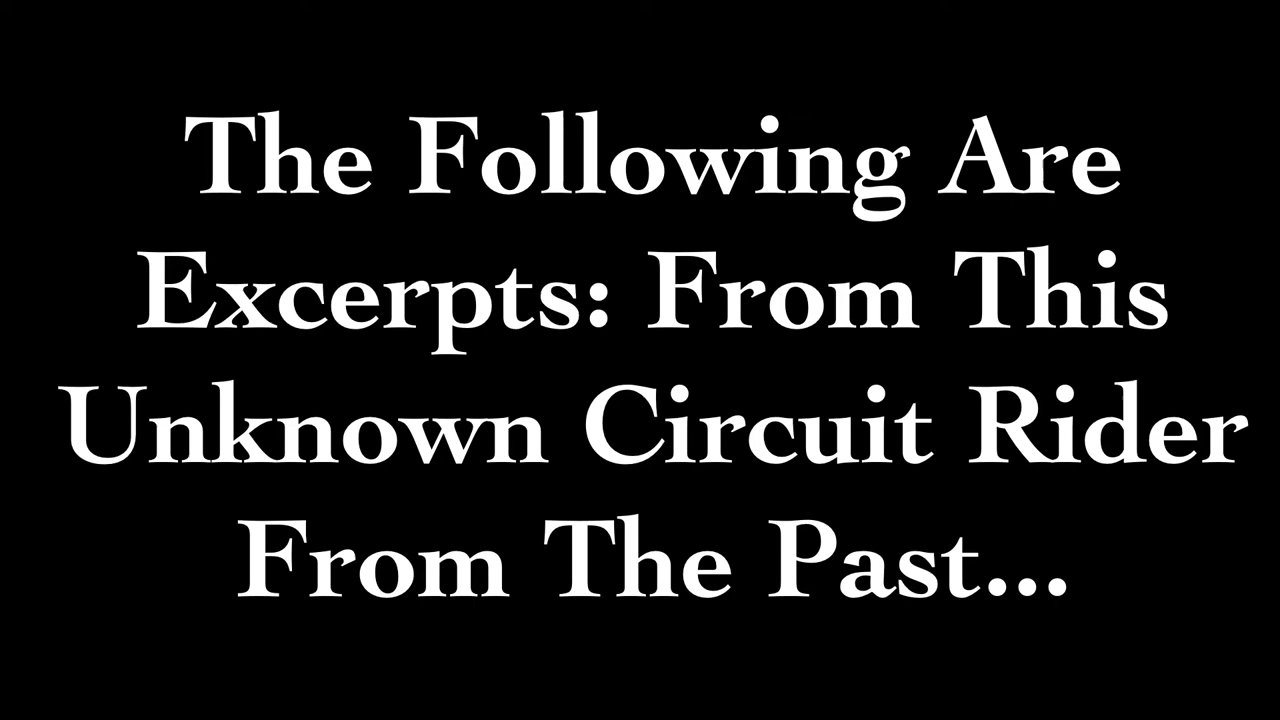 The Following Are
Excerpts: From This
Unknown Circuit Rider
From The Past...